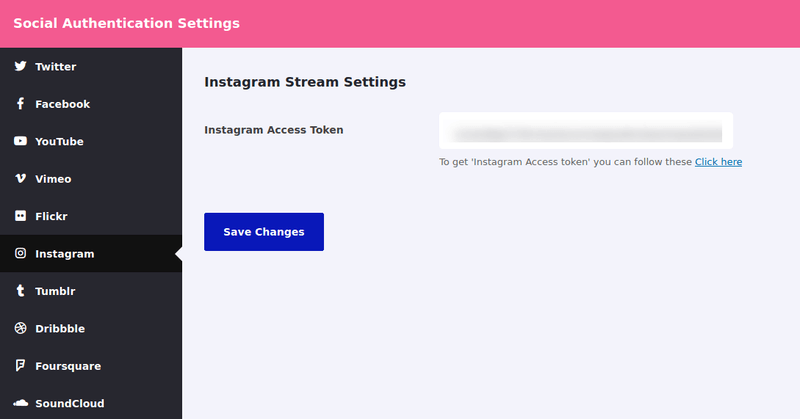 Social Authentication Settings
Twitter
Facebook
YouTube
Vimeo
Flickr
Instagram
Tumblr
Dribbble
Foursquare
SoundCloud
Instagram Stream Settings
Instagram Access Token
To get 'Instagram Access token' you can follow these Click here
Save Changes